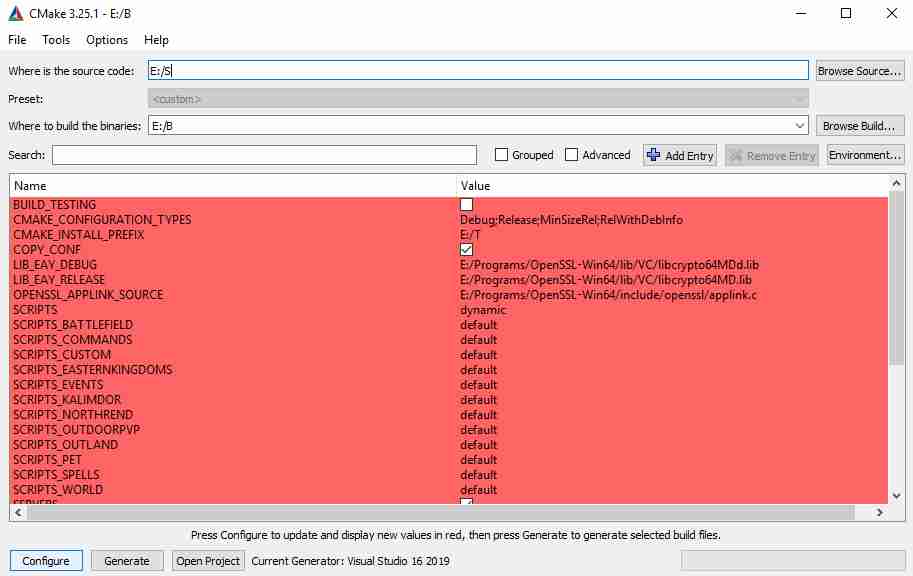 CMake 3.25.1 - E:/B
File Tools Options Help
Where is the source code: E:/S Browse Source...
Preset: <custom>
Where to build the binaries: E:/B Browse Build...
Search: Grouped Advanced Add Entry Remove Entry Environment...
Name Value
BUILD_TESTING
CMAKE_CONFIGURATION_TYPES Debug;Release;MinSizeRel;RelWithDebInfo
CMAKE_INSTALL_PREFIX E:/T
COPY_CONF
LIB_EAY_DEBUG E:/Programs/OpenSSL-Win64/lib/VC/libcrypto64MDd.lib
LIB_EAY_RELEASE E:/Programs/OpenSSL-Win64/lib/VC/libcrypto64MD.lib
OPENSSL_APPLINK_SOURCE E:/Programs/OpenSSL-Win64/include/openssl/applink.c
SCRIPTS dynamic
SCRIPTS_BATTLEFIELD default
SCRIPTS_COMMANDS default
SCRIPTS_CUSTOM default
SCRIPTS_EASTERNKINGDOMS default
SCRIPTS_EVENTS default
SCRIPTS_KALIMDOR default
SCRIPTS_NORTHREND default
SCRIPTS_OUTDOORPVP default
SCRIPTS_OUTLAND default
SCRIPTS_PET default
SCRIPTS_SPELLS default
SCRIPTS_WORLD default
SERVERS
Press Configure to update and display new values in red, then press Generate to generate selected build files.
Configure Generate Open Project Current Generator: Visual Studio 16 2019